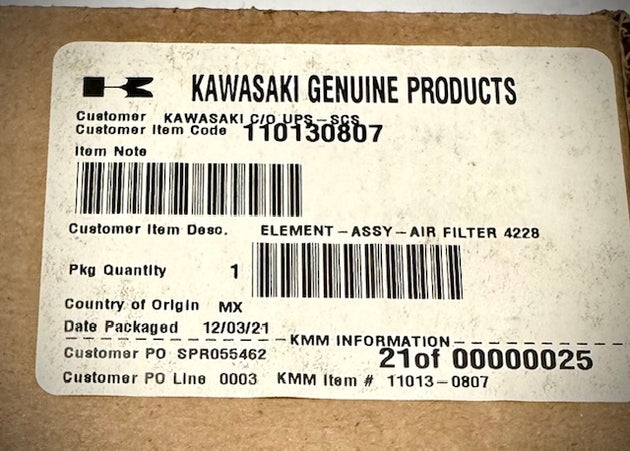 KAWASAKI GENUINE PRODUCTS
Customer KAWASAKI C/O UPS-SCS
Customer Item Code 110130807
Item Note
Customer Item Desc. ELEMENT-ASSY-AIR FILTER 4228
Pkg Quantity 1
Country of Origin MX
Date Packaged 12/03/21
KMM INFORMATION
Customer PO SPR055462 21of 00000025
Customer PO Line 0003 KMM Item # 11013-0807